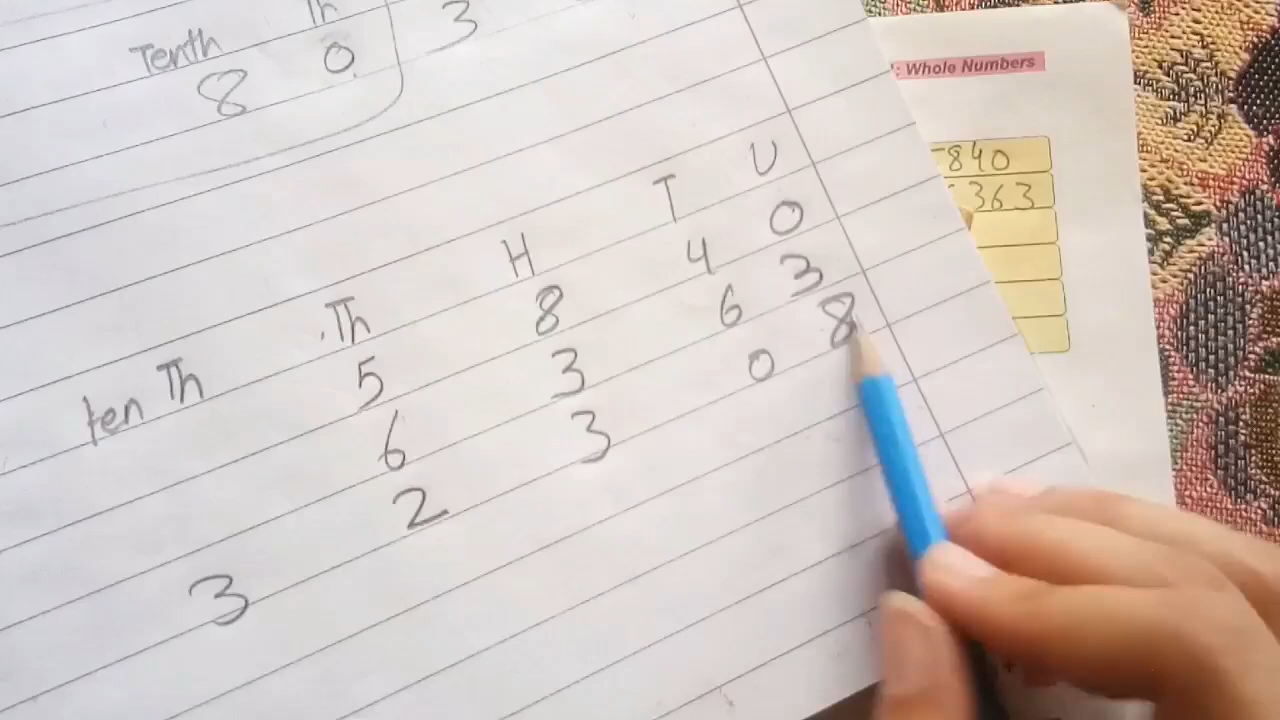 Th 3
Tenth 0
8
: Whole Numbers
840
363
ten Th .Th H T U
5 8 4 0
6 3 6 3
3 2 3 0 8